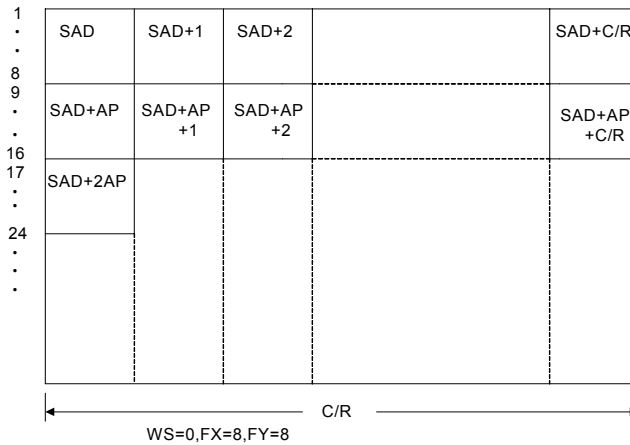 1
·
·
8
9
·
·
16
17
·
·
24
·
·
·
SAD SAD+1 SAD+2 SAD+C/R
SAD+AP SAD+AP
+1 SAD+AP
+2 SAD+AP
+C/R
SAD+2AP
C/R
WS=0,FX=8,FY=8